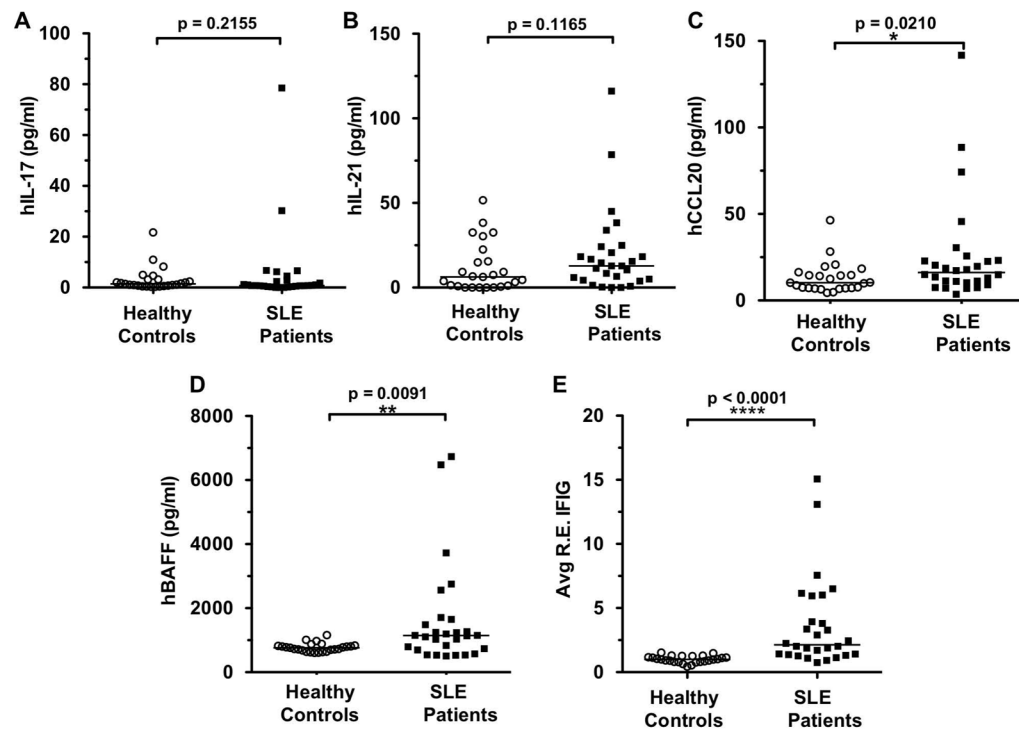 A
p = 0.2155
hIL-17 (pg/ml)
100
80
60
40
20
0
Healthy
Controls
SLE
Patients
B
p = 0.1165
hIL-21 (pg/ml)
150
100
50
0
Healthy
Controls
SLE
Patients
C
p = 0.0210
*
hCCL20 (pg/ml)
150
100
50
0
Healthy
Controls
SLE
Patients
D
p = 0.0091
**
hBAFF (pg/ml)
8000
6000
4000
2000
0
Healthy
Controls
SLE
Patients
E
p < 0.0001
****
Avg R.E. IFIG
20
15
10
5
0
Healthy
Controls
SLE
Patients